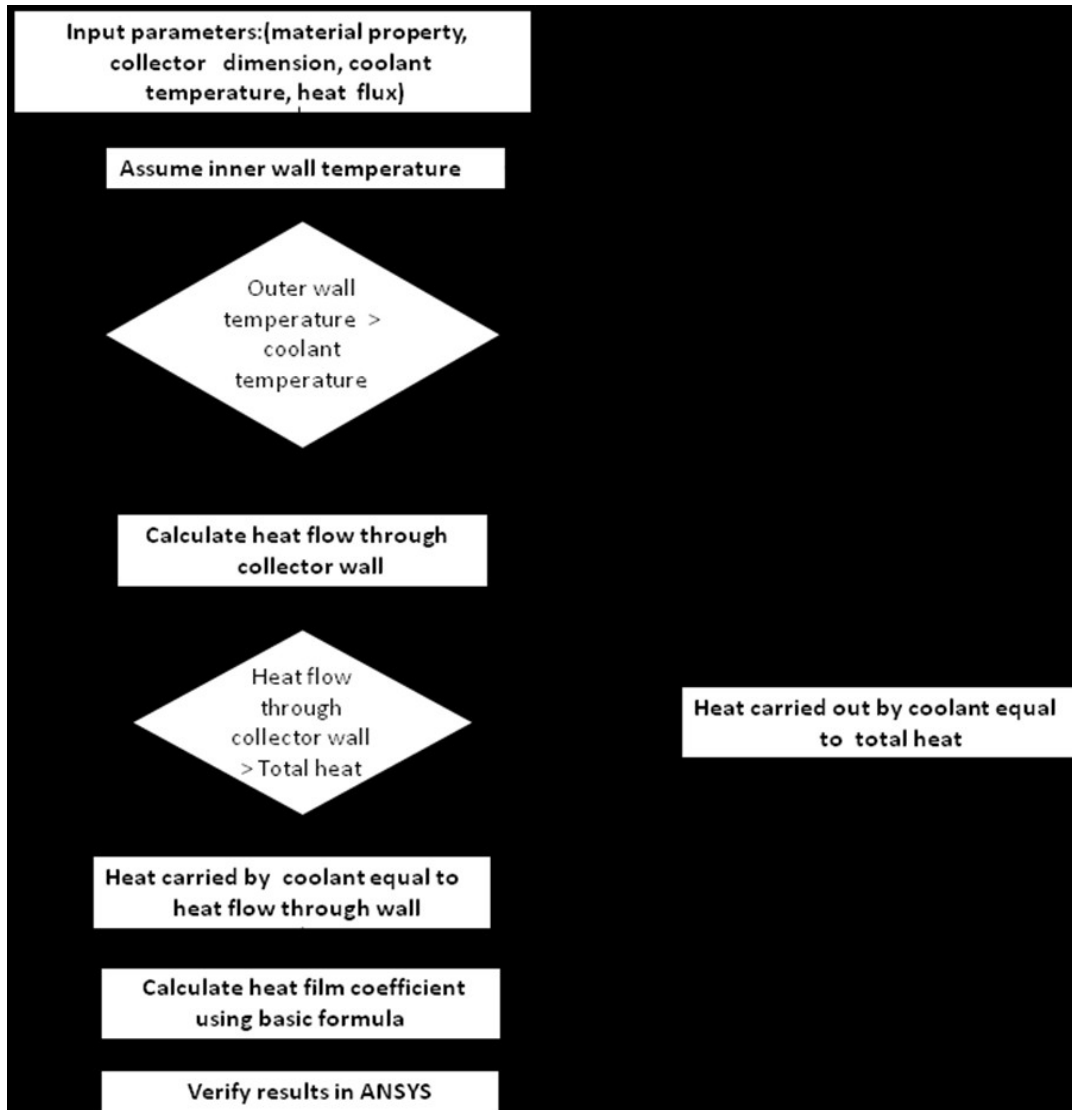 Input parameters:(material property,
collector dimension, coolant
temperature, heat flux)
Assume inner wall temperature
Outer wall
temperature >
coolant
temperature
Calculate heat flow through
collector wall
Heat flow
through
collector wall
> Total heat
Heat carried out by coolant equal
to total heat
Heat carried by coolant equal to
heat flow through wall
Calculate heat film coefficient
using basic formula
Verify results in ANSYS